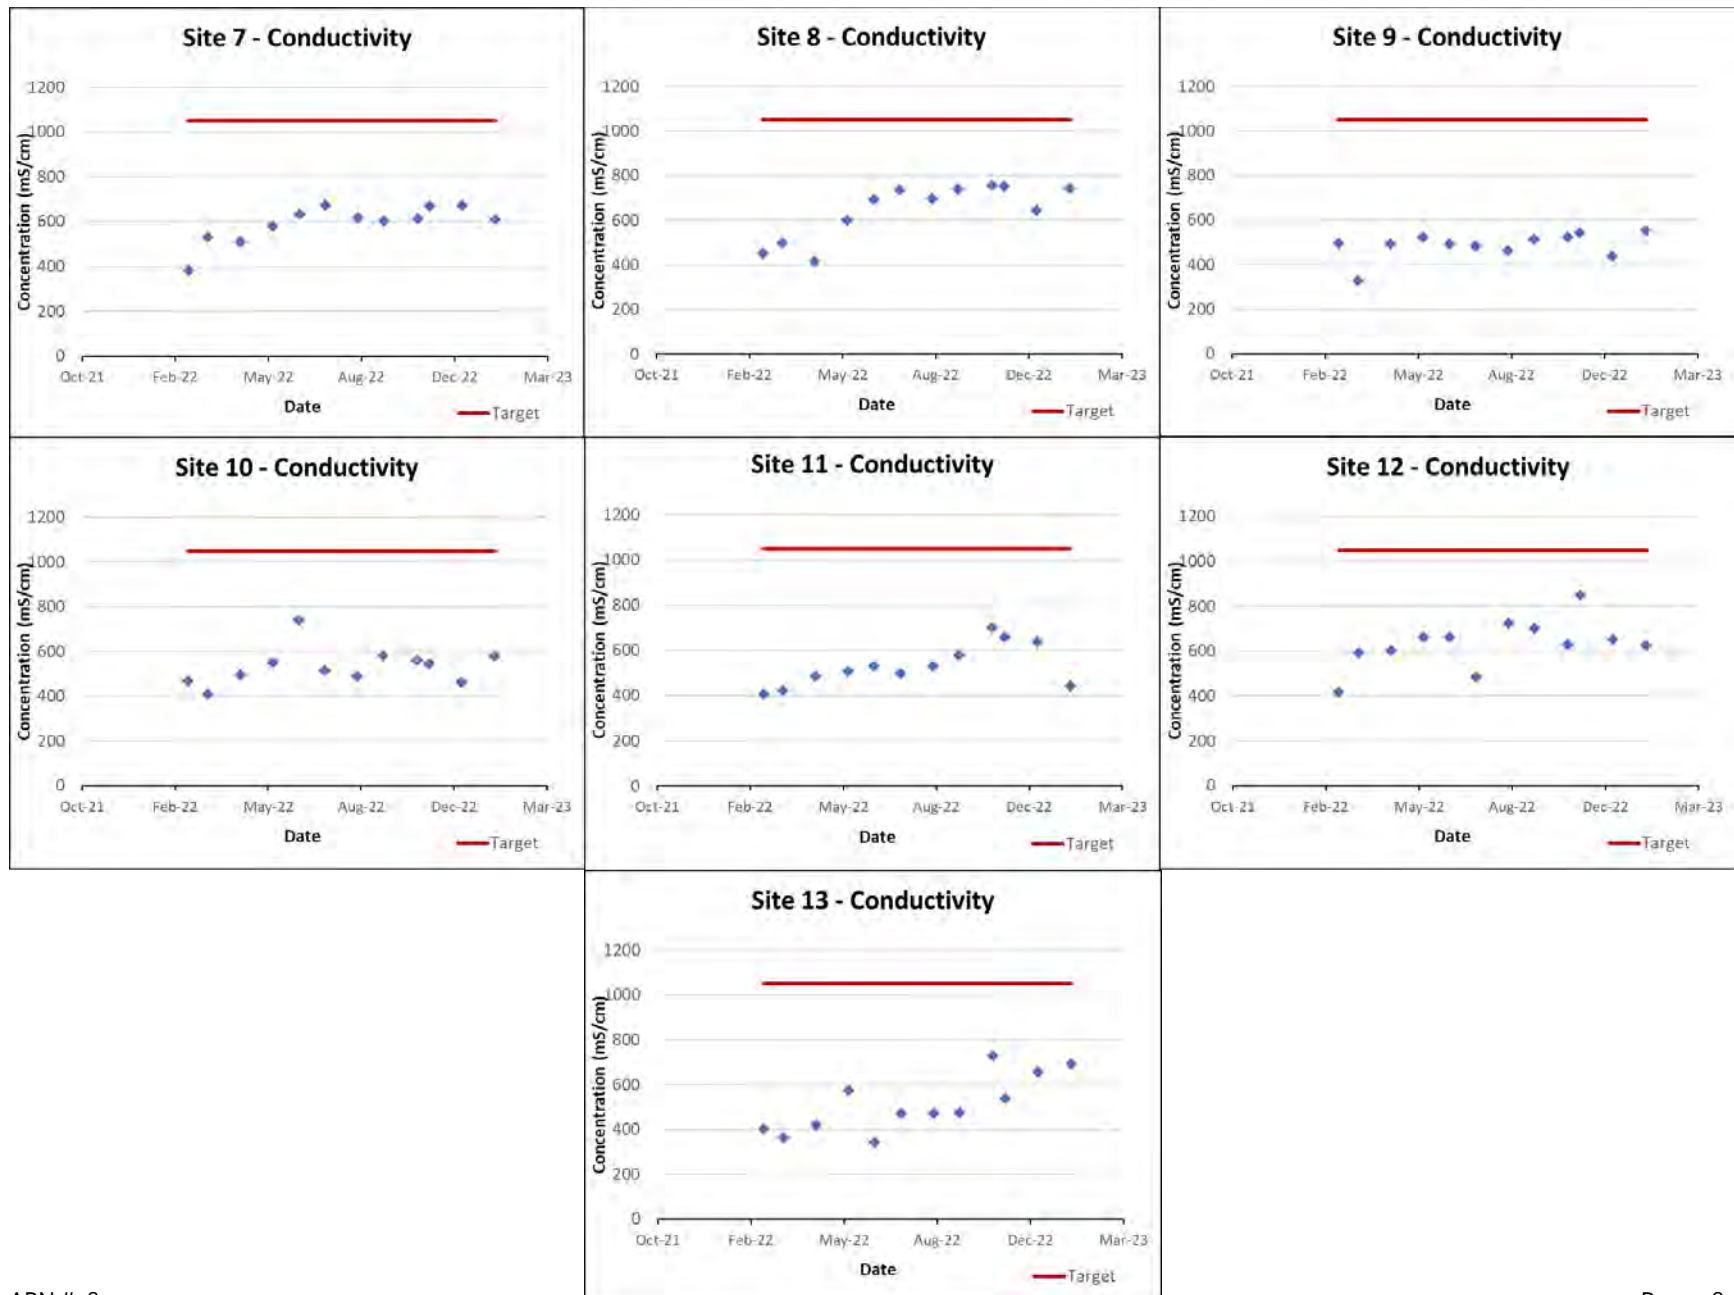 Site 7 - Conductivity
Concentration (mS/cm)
1200
1000
800
600
400
200
0
Oct-21 Feb-22 May-22 Aug-22 Dec-22 Mar-23
Date
Target
Site 8 - Conductivity
Concentration (mS/cm)
1200
1000
800
600
400
200
0
Oct-21 Feb-22 May-22 Aug-22 Dec-22 Mar-23
Date
Target
Site 9 - Conductivity
Concentration (mS/cm)
1200
1000
800
600
400
200
0
Oct-21 Feb-22 May-22 Aug-22 Dec-22 Mar-23
Date
Target
Site 10 - Conductivity
Concentration (mS/cm)
1200
1000
800
600
400
200
0
Oct-21 Feb-22 May-22 Aug-22 Dec-22 Mar-23
Date
Target
Site 11 - Conductivity
Concentration (mS/cm)
1200
1000
800
600
400
200
0
Oct-21 Feb-22 May-22 Aug-22 Dec-22 Mar-23
Date
Target
Site 12 - Conductivity
Concentration (mS/cm)
1200
1000
800
600
400
200
0
Oct-21 Feb-22 May-22 Aug-22 Dec-22 Mar-23
Date
Target
Site 13 - Conductivity
Concentration (mS/cm)
1200
1000
800
600
400
200
0
Oct-21 Feb-22 May-22 Aug-22 Dec-22 Mar-23
Date
Target